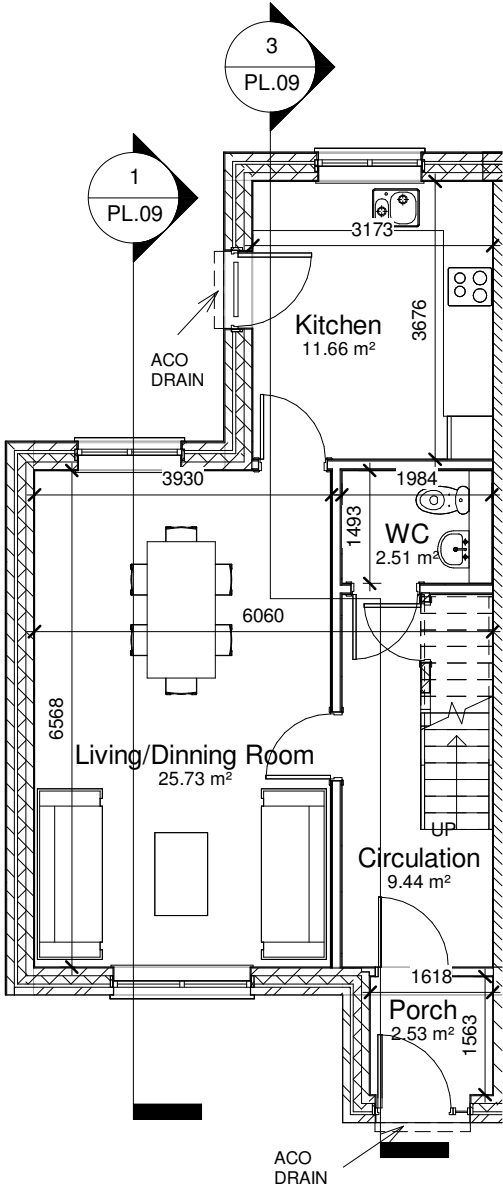 3
PL.09
1
PL.09
3173
Kitchen
11.66 m²
3676
ACO
DRAIN
3930
1984
1493
WC
2.51 m²
6060
6568
Living/Dinning Room
25.73 m²
UP
Circulation
9.44 m²
1618
Porch
2.53 m²
1563
ACO
DRAIN